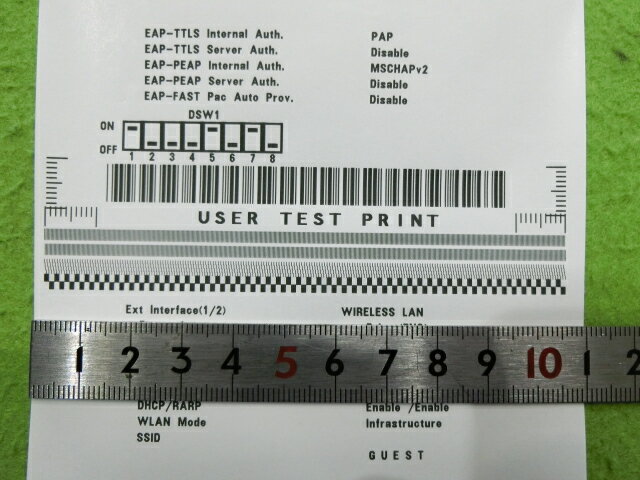 EAP-TTLS Internal Auth. PAP
EAP-TTLS Server Auth. Disable
EAP-PEAP Internal Auth. MSCHAPv2
EAP-PEAP Server Auth. Disable
EAP-FAST Pac Auto Prov. Disable
DSW1
ON
OFF
1 2 3 4 5 6 7 8
USER TEST PRINT
Ext Interface(1/2) WIRELESS LAN
1 2 3 4 5 6 7 8 9 10 1 2
DHCP/RARP Enable /Enable
WLAN Mode Infrastructure
SSID
GUEST